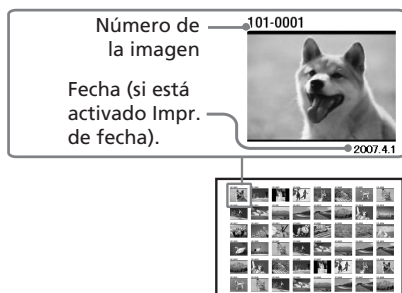 Número de
la imagen
101-0001
Fecha (si está
activado Impr.
de fecha).
2007.4.1